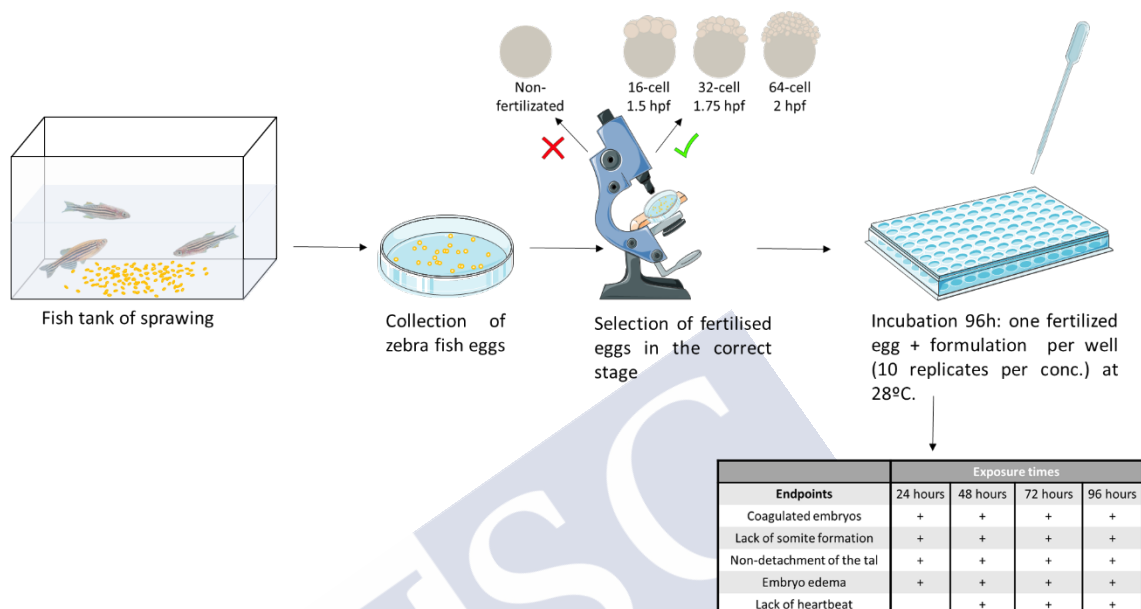 Non-
fertilizated
16-cell
1.5 hpf
32-cell
1.75 hpf
64-cell
2 hpf
Fish tank of sprawing
Collection of
zebra fish eggs
Selection of fertilised
eggs in the correct
stage
Incubation 96h: one fertilized
egg + formulation per well
(10 replicates per conc.) at
28ºC.
Exposure times
Endpoints 24 hours 48 hours 72 hours 96 hours
Coagulated embryos + + + +
Lack of somite formation + + + +
Non-detachment of the tal + + + +
Embryo edema + + + +
Lack of heartbeat + + +
USC